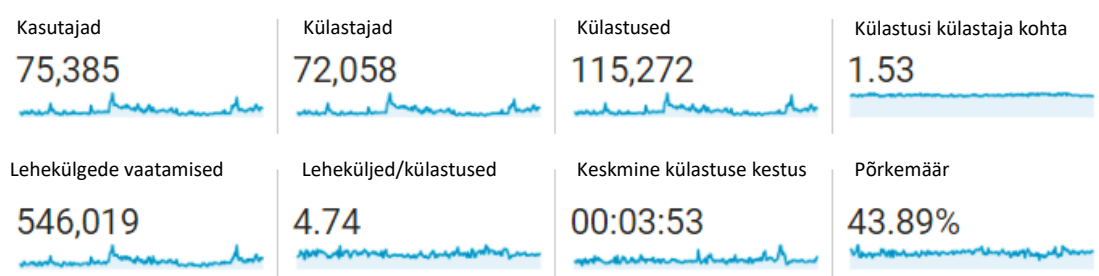 Kasutajad
Külastajad
Külastused
Külastusi külastaja kohta
75,385
72,058
115,272
1.53
Lehekülgede vaatamised
Leheküljed/külastused
Keskmine külastuse kestus
Põrkemäär
546,019
4.74
00:03:53
43.89%